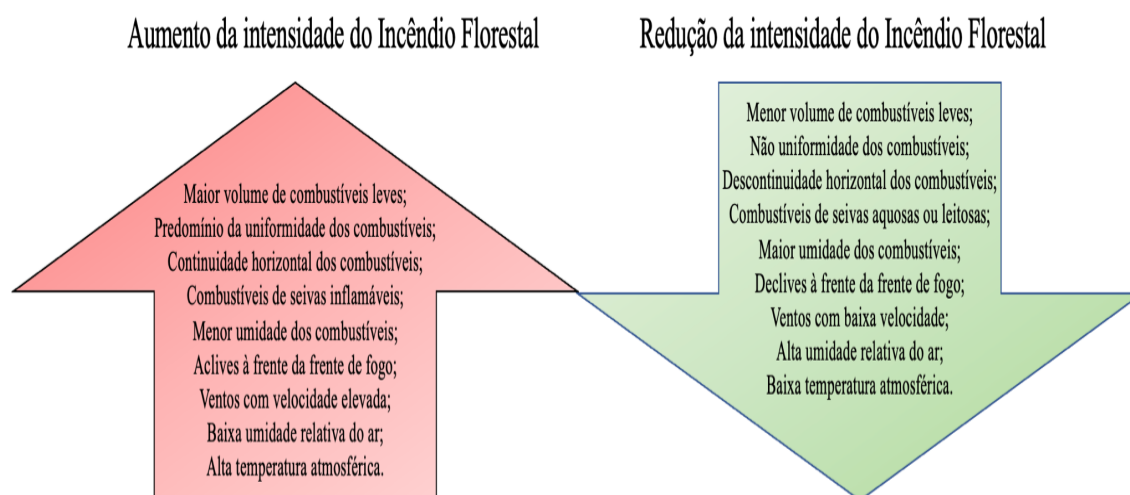 Aumento da intensidade do Incêndio Florestal
Maior volume de combustíveis leves;
Predomínio da uniformidade dos combustíveis;
Continuidade horizontal dos combustíveis;
Combustíveis de seivas inflamáveis;
Menor umidade dos combustíveis;
Aclives à frente da frente de fogo;
Ventos com velocidade elevada;
Baixa umidade relativa do ar;
Alta temperatura atmosférica.
Redução da intensidade do Incêndio Florestal
Menor volume de combustíveis leves;
Não uniformidade dos combustíveis;
Descontinuidade horizontal dos combustíveis;
Combustíveis de seivas aquosas ou leitosas;
Maior umidade dos combustíveis;
Declives à frente da frente de fogo;
Ventos com baixa velocidade;
Alta umidade relativa do ar;
Baixa temperatura atmosférica.